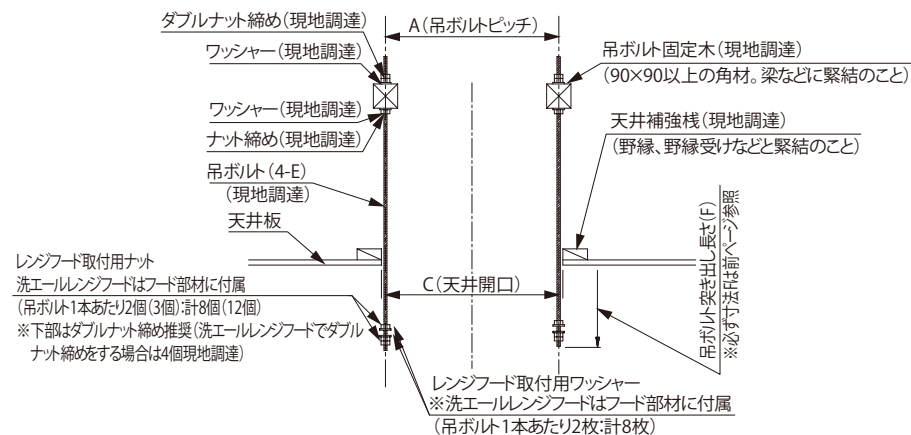 ダブルナット締め(現地調達)
ワッシャー(現地調達)
ワッシャー(現地調達)
ナット締め(現地調達)
吊ボルト(4-E)
(現地調達)
天井板
レンジフード取付用ナット
洗エールレンジフードはフード部材に付属
(吊ボルト1本あたり2個(3個):計8個(12個)
※下部はダブルナット締め推奨(洗エールレンジフードでダブル
ナット締めをする場合は4個現地調達)
A(吊ボルトピッチ)
C(天井開口)
吊ボルト固定木(現地調達)
(90×90以上の角材。梁などに緊結のこと)
天井補強桟(現地調達)
(野縁、野縁受けなどと緊結のこと)
吊ボルト突き出し長さ(F)
※必ず寸法Fは前ページ参照
レンジフード取付用ワッシャー
※洗エールレンジフードはフード部材に付属
(吊ボルト1本あたり2枚:計8枚)